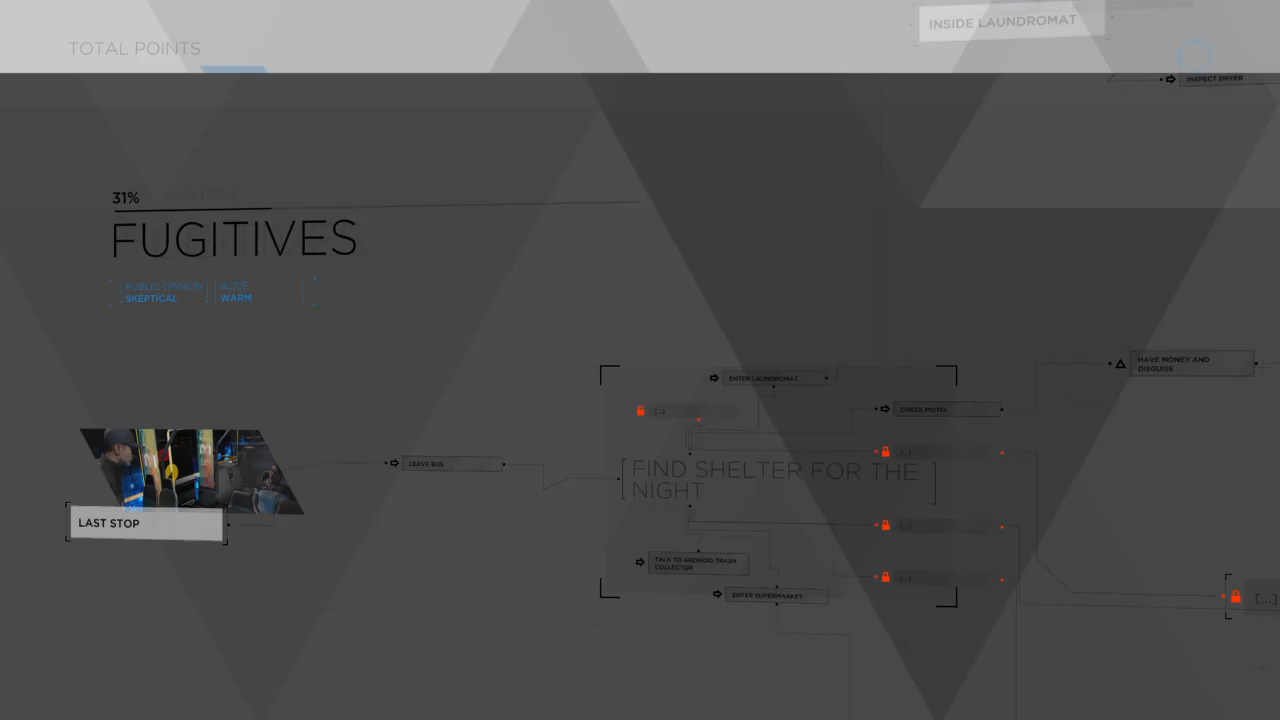 TOTAL POINTS
INSIDE LAUNDROMAT
INSPECT DRYER
31%
FUGITIVES
PUBLIC OPINION
SKEPTICAL
ALICE
WARM
HAVE MONEY AND
DISGUISE
ENTER LAUNDROMAT
[...]
CHECK MOTEL
[...]
LEAVE BUS
FIND SHELTER FOR THE
NIGHT
LAST STOP
[...]
TALK TO ANDROID TRASH
COLLECTOR
[...]
ENTER SUPERMARKET
[...]